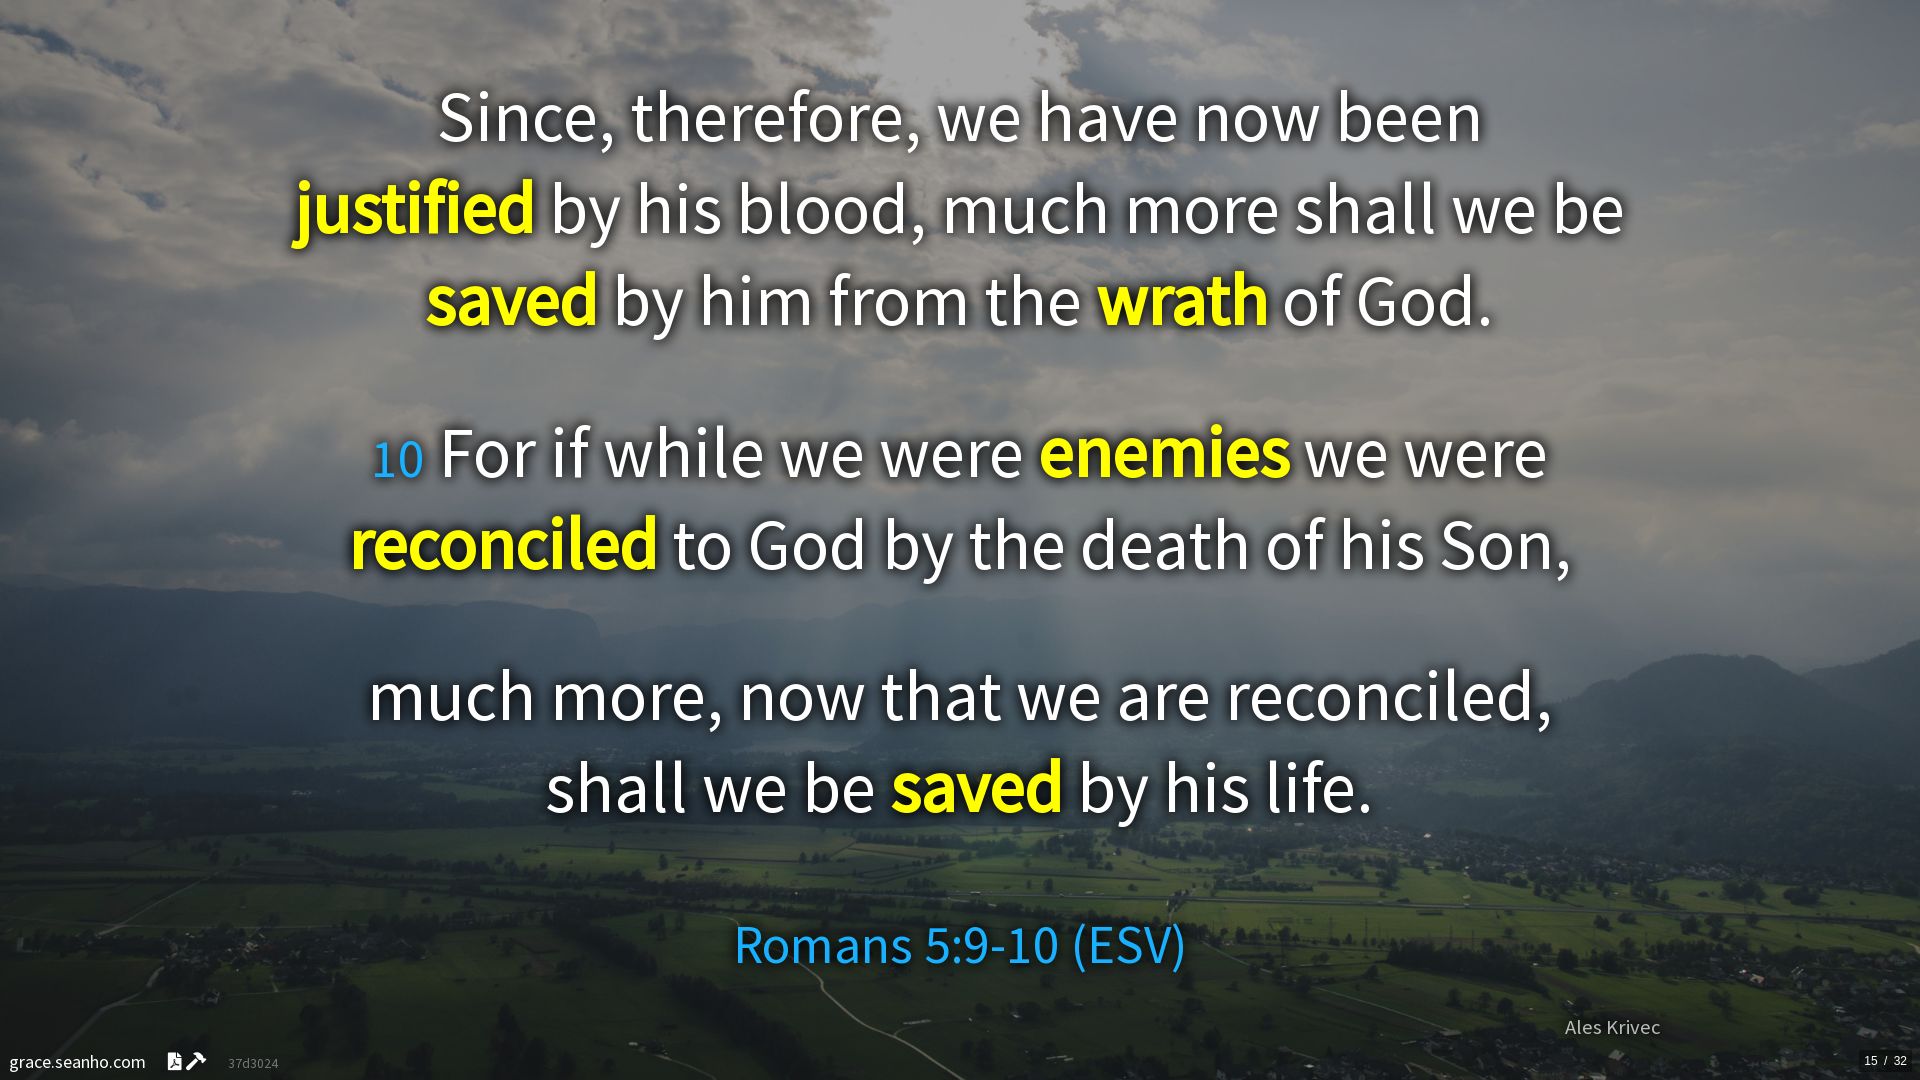 Since, therefore, we have now been
justified by his blood, much more shall we be
saved by him from the wrath of God.
10 For if while we were enemies we were
reconciled to God by the death of his Son,
much more, now that we are reconciled,
shall we be saved by his life.
Romans 5:9-10 (ESV)
Ales Krivec
grace.seanho.com 37d3024
15 / 32